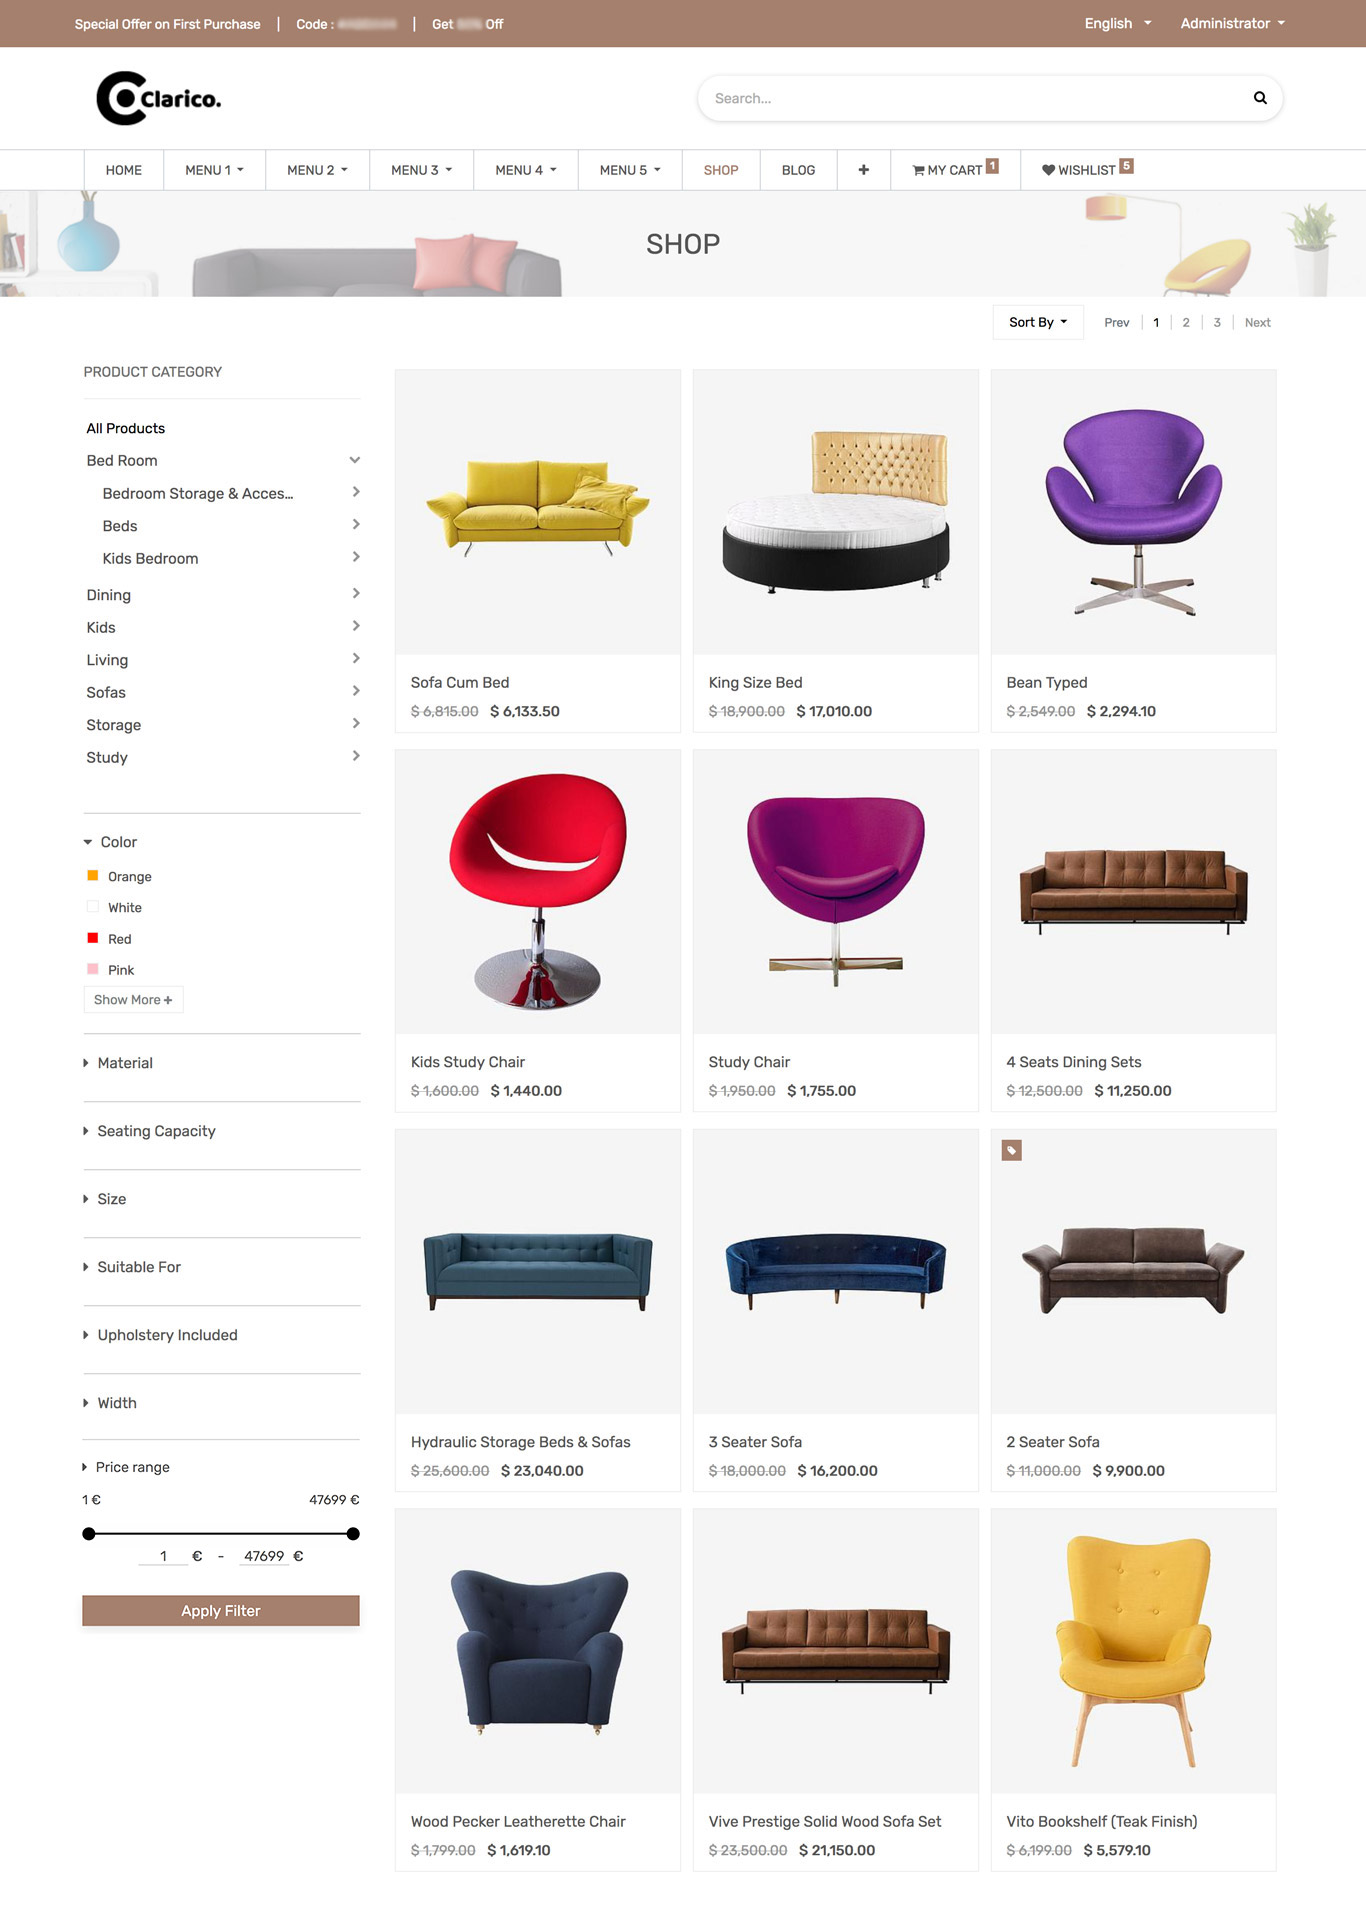 Special Offer on First Purchase | Code : | Get Off
English
Administrator
Clarico.
Search...
HOME MENU 1 MENU 2 MENU 3 MENU 4 MENU 5 SHOP BLOG + MY CART 1 WISHLIST 5
SHOP
Sort By Prev 1 2 3 Next
PRODUCT CATEGORY
All Products
Bed Room
Bedroom Storage & Acces...
Beds
Kids Bedroom
Dining
Kids
Living
Sofas
Storage
Study
Color
Orange
White
Red
Pink
Show More +
Material
Seating Capacity
Size
Suitable For
Upholstery Included
Width
Price range
1 € 47699 €
1 € - 47699 €
Apply Filter
Sofa Cum Bed
$ 6,815.00 $ 6,133.50
King Size Bed
$ 18,900.00 $ 17,010.00
Bean Typed
$ 2,549.00 $ 2,294.10
Kids Study Chair
$ 1,600.00 $ 1,440.00
Study Chair
$ 1,950.00 $ 1,755.00
4 Seats Dining Sets
$ 12,500.00 $ 11,250.00
Hydraulic Storage Beds & Sofas
$ 25,600.00 $ 23,040.00
3 Seater Sofa
$ 18,000.00 $ 16,200.00
2 Seater Sofa
$ 11,000.00 $ 9,900.00
Wood Pecker Leatherette Chair
$ 1,799.00 $ 1,619.10
Vive Prestige Solid Wood Sofa Set
$ 23,500.00 $ 21,150.00
Vito Bookshelf (Teak Finish)
$ 6,199.00 $ 5,579.10